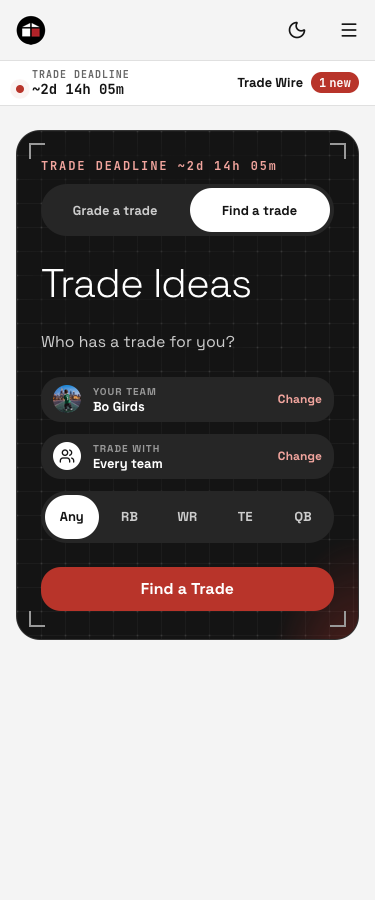 TRADE DEADLINE
~2d 14h 05m
Trade Wire
1 new
TRADE DEADLINE ~2d 14h 05m
Grade a trade
Find a trade
Trade Ideas
Who has a trade for you?
YOUR TEAM
Bo Girds
Change
TRADE WITH
Every team
Change
Any
RB
WR
TE
QB
Find a Trade